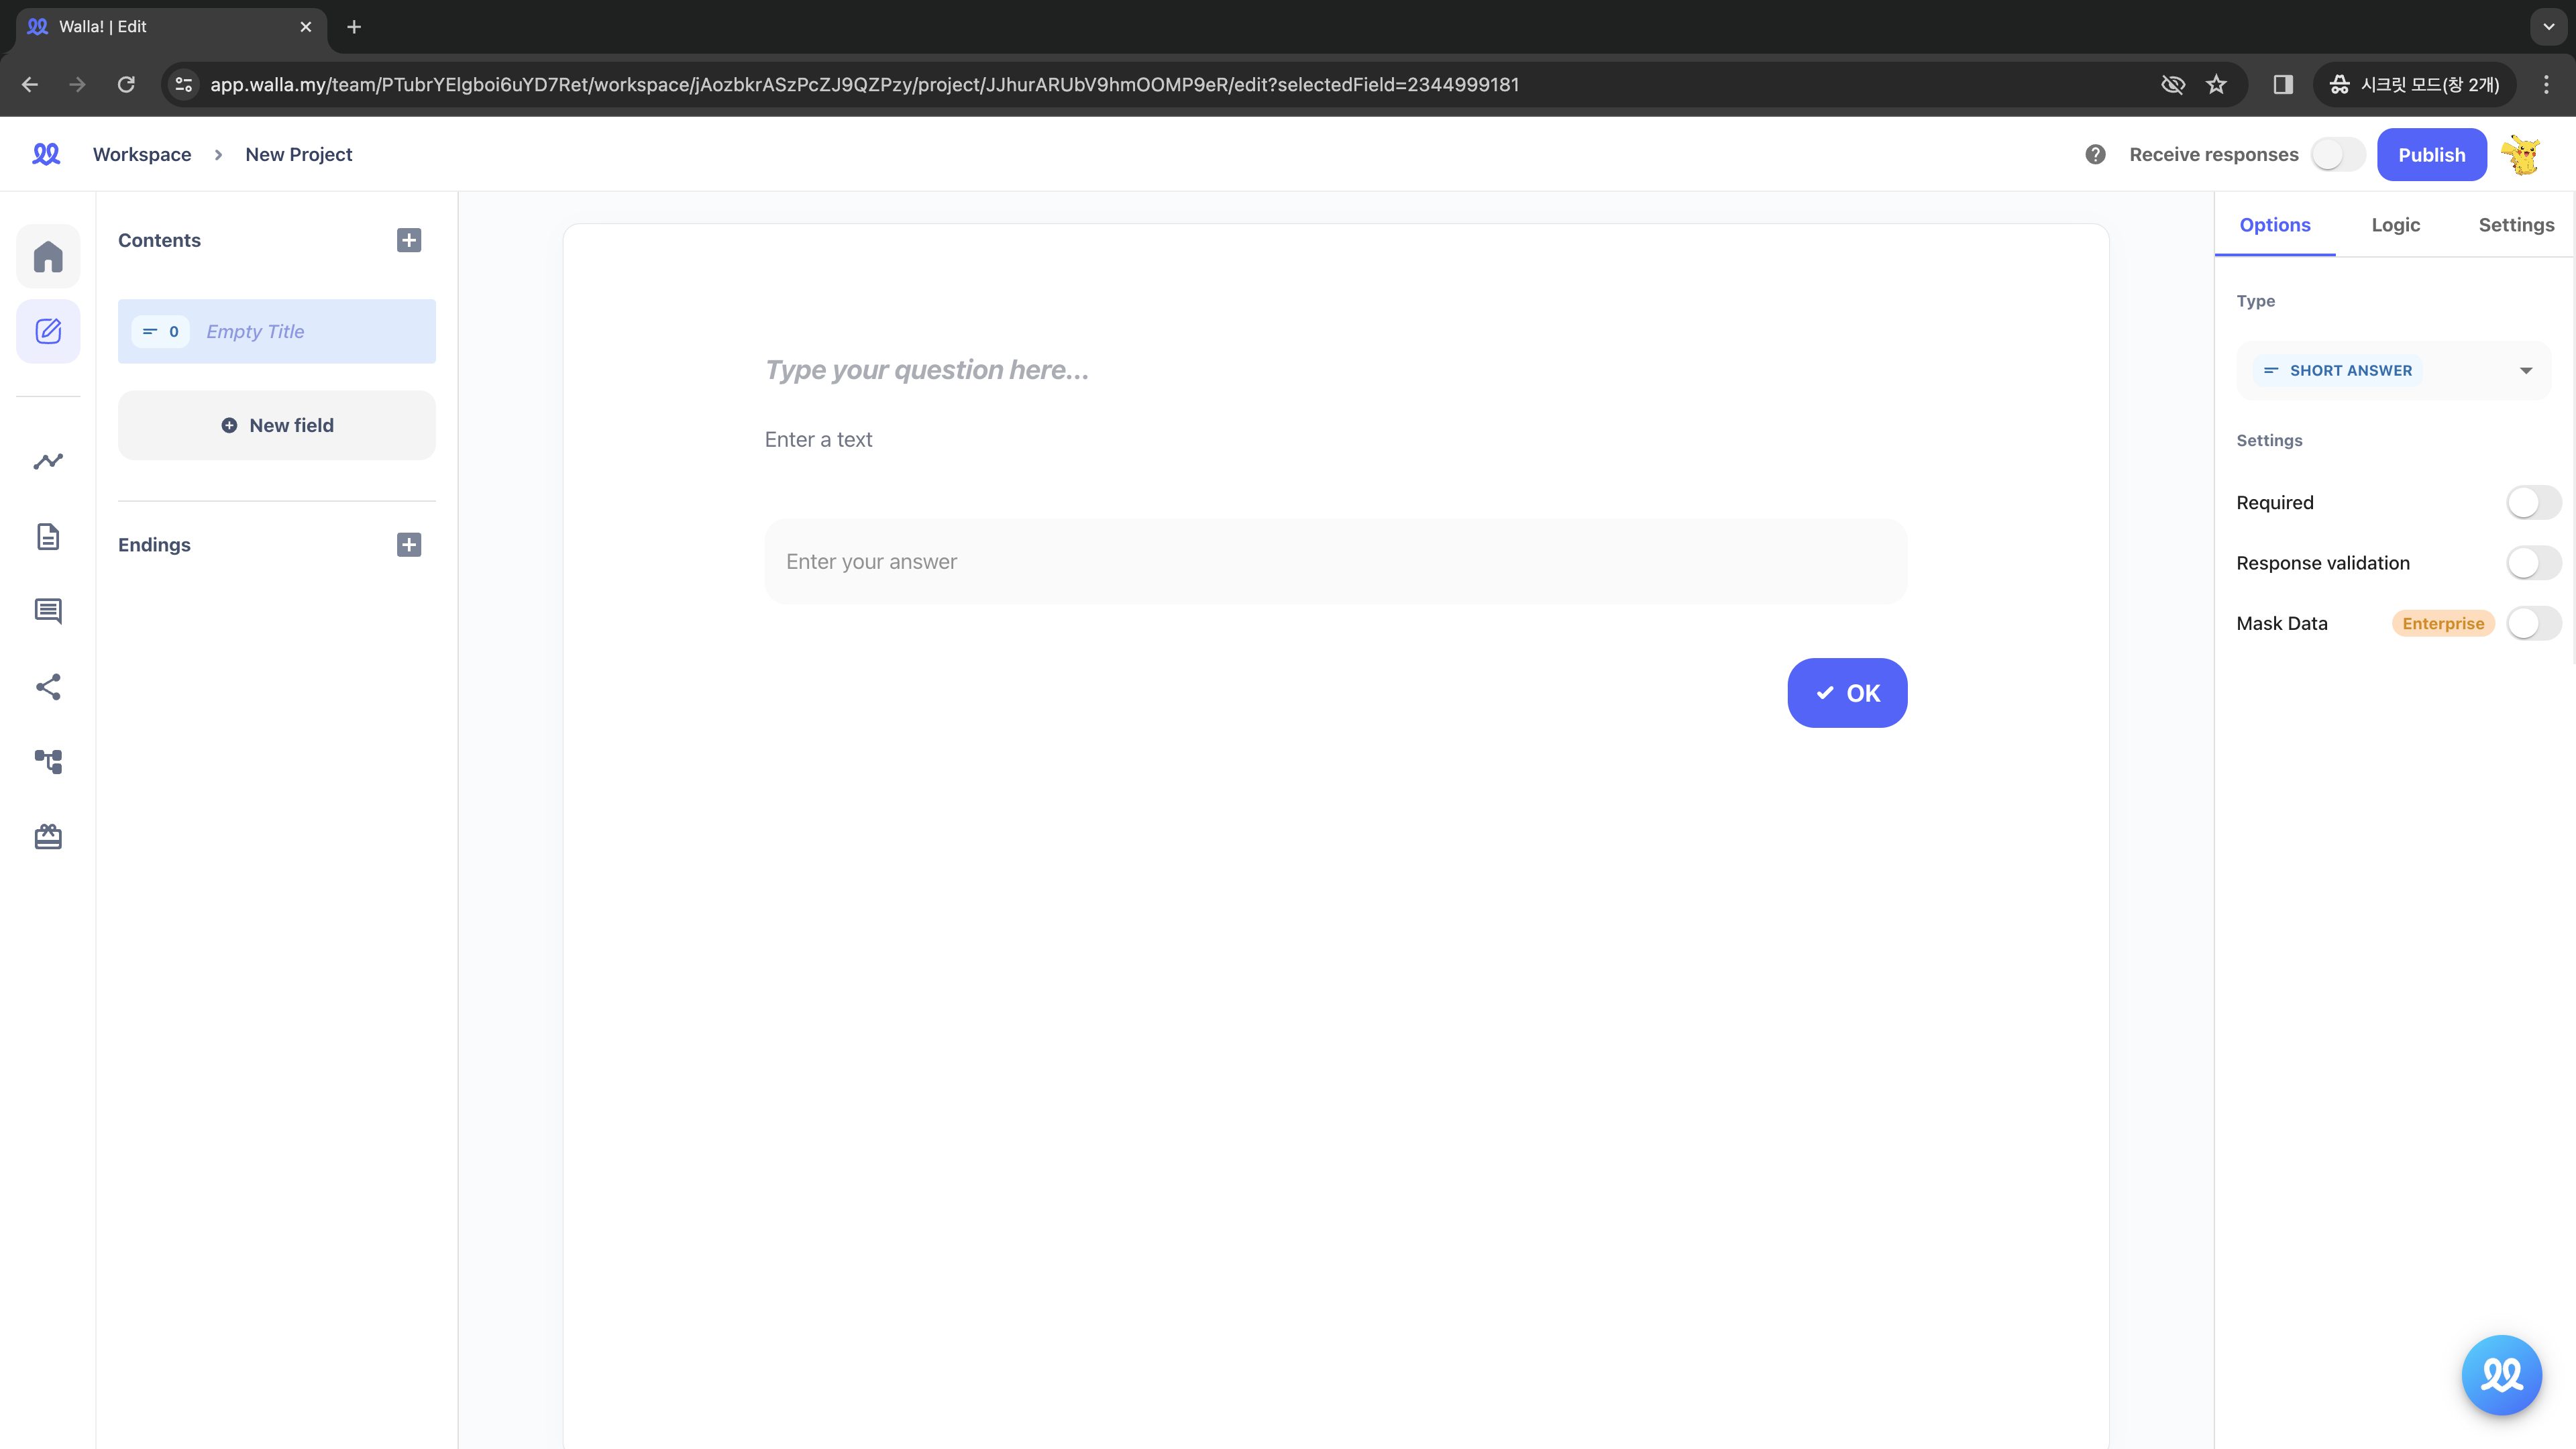 Walla! | Edit
app.walla.my/team/PTubrYElgboi6uYD7Ret/workspace/jAozbkrASzPcZJ9QZPzy/project/JJhurARUbV9hmOOMP9eR/edit?selectedField=2344999181
시크릿 모드(창 2개)
Workspace
New Project
Receive responses
Publish
Contents
0 Empty Title
New field
Endings
Type your question here...
Enter a text
Enter your answer
OK
Options
Logic
Settings
Type
SHORT ANSWER
Settings
Required
Response validation
Mask Data
Enterprise